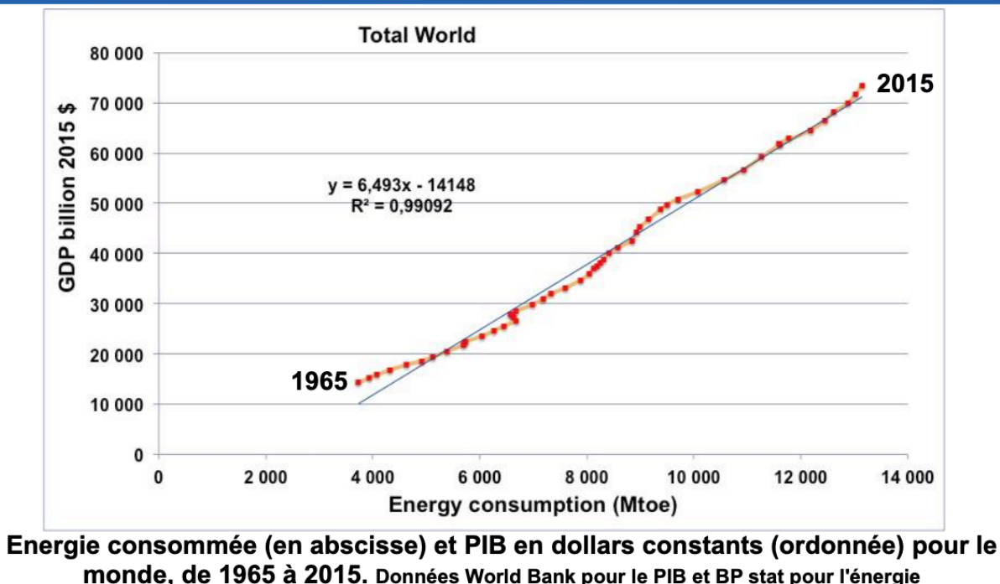 Total World
80 000
70 000
60 000
50 000
40 000
30 000
20 000
10 000
0
GDP billion 2015 $
2015
y = 6,493x - 14148
R² = 0,99092
1965
0 2 000 4 000 6 000 8 000 10 000 12 000 14 000
Energy consumption (Mtoe)
Energie consommée (en abscisse) et PIB en dollars constants (ordonnée) pour le
monde, de 1965 à 2015. Données World Bank pour le PIB et BP stat pour l'énergie